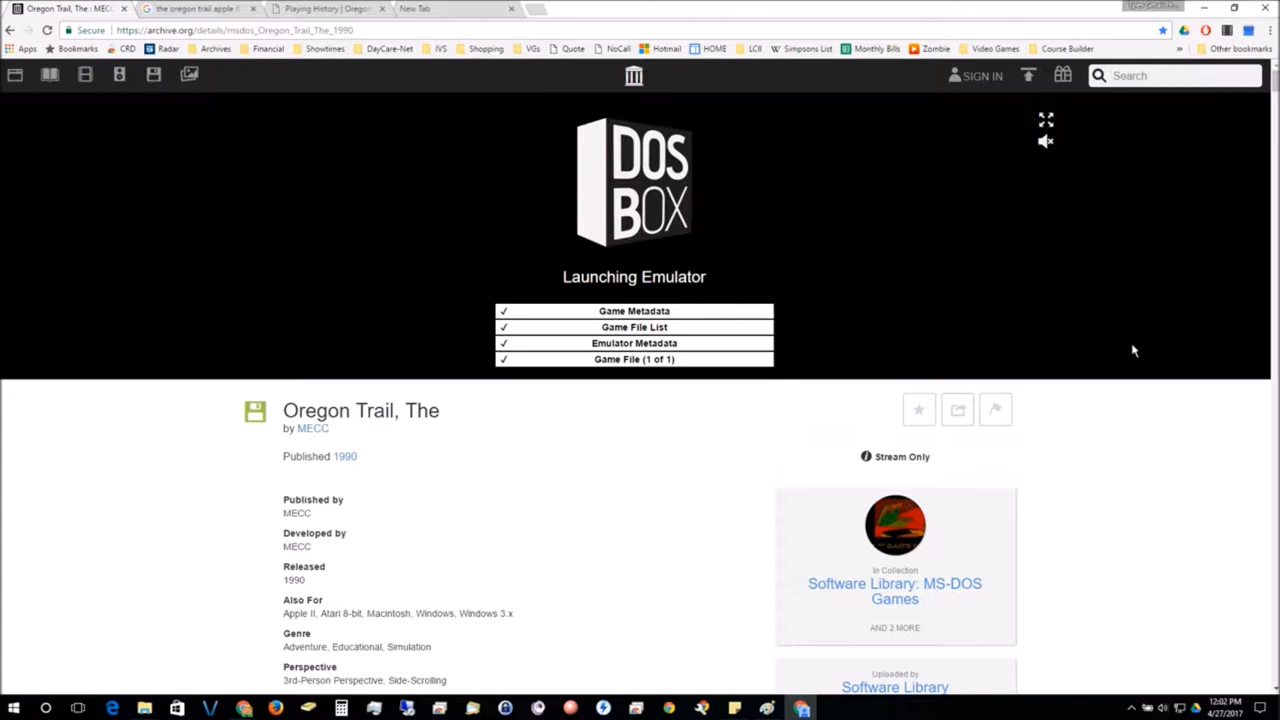 Oregon Trail, The : MECC
the oregon trail apple
Playing History | Oregon
New Tab
Secure
https://archive.org/details/msdos_Oregon_Trail_The_1990
Apps
Bookmarks
CRD
Radar
Archives
Financial
Showtimes
DayCare-Net
IVS
Shopping
VGs
Quote
NoCall
Hotmail
HOME
LCII
Simpsons List
Monthly Bills
Zombie
Video Games
Course Builder
»
Other bookmarks
SIGN IN
Search
DOS
BOX
Launching Emulator
✓ Game Metadata
✓ Game File List
✓ Emulator Metadata
✓ Game File (1 of 1)
Oregon Trail, The
by MECC
Published 1990
Stream Only
Published by
MECC
Developed by
MECC
Released
1990
Also For
Apple II, Atari 8-bit, Macintosh, Windows, Windows 3.x
Genre
Adventure, Educational, Simulation
Perspective
3rd-Person Perspective, Side-Scrolling
In Collection
Software Library: MS-DOS
Games
AND 2 MORE
Uploaded by
Software Library
12:02 PM
4/27/2017